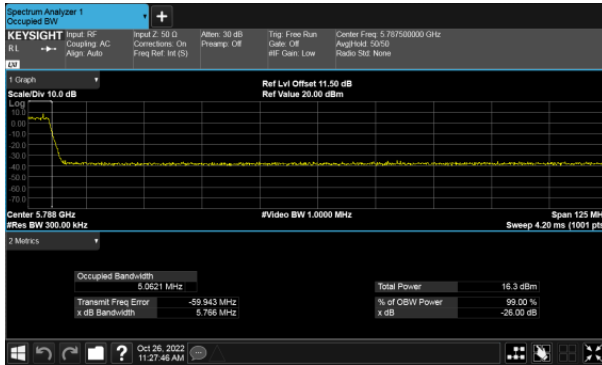 Spectrum Analyzer 1
Occupied BW
KEYSIGHT
RL
Input: RF
Coupling: AC
Align: Auto
Input Z: 50 Ω
Corrections: On
Freq Ref: Int (S)
Atten: 30 dB
Preamp: Off
Trig: Free Run
Gate: Off
#IF Gain: Low
Center Freq: 5.787500000 GHz
Avg|Hold: 50/50
Radio Std: None
LXI
1 Graph
Scale/Div 10.0 dB
Ref Lvl Offset 11.50 dB
Ref Value 20.00 dBm
Log
10.0
0.00
-10.0
-20.0
-30.0
-40.0
-50.0
-60.0
-70.0
Center 5.788 GHz
#Video BW 1.0000 MHz
Span 125 MH
#Res BW 300.00 kHz
Sweep 4.20 ms (1001 pts
2 Metrics
Occupied Bandwidth
5.0621 MHz
Total Power 16.3 dBm
Transmit Freq Error -59.943 MHz
% of OBW Power 99.00 %
x dB Bandwidth 5.766 MHz
x dB -26.00 dB
?
Oct 26, 2022
11:27:46 AM